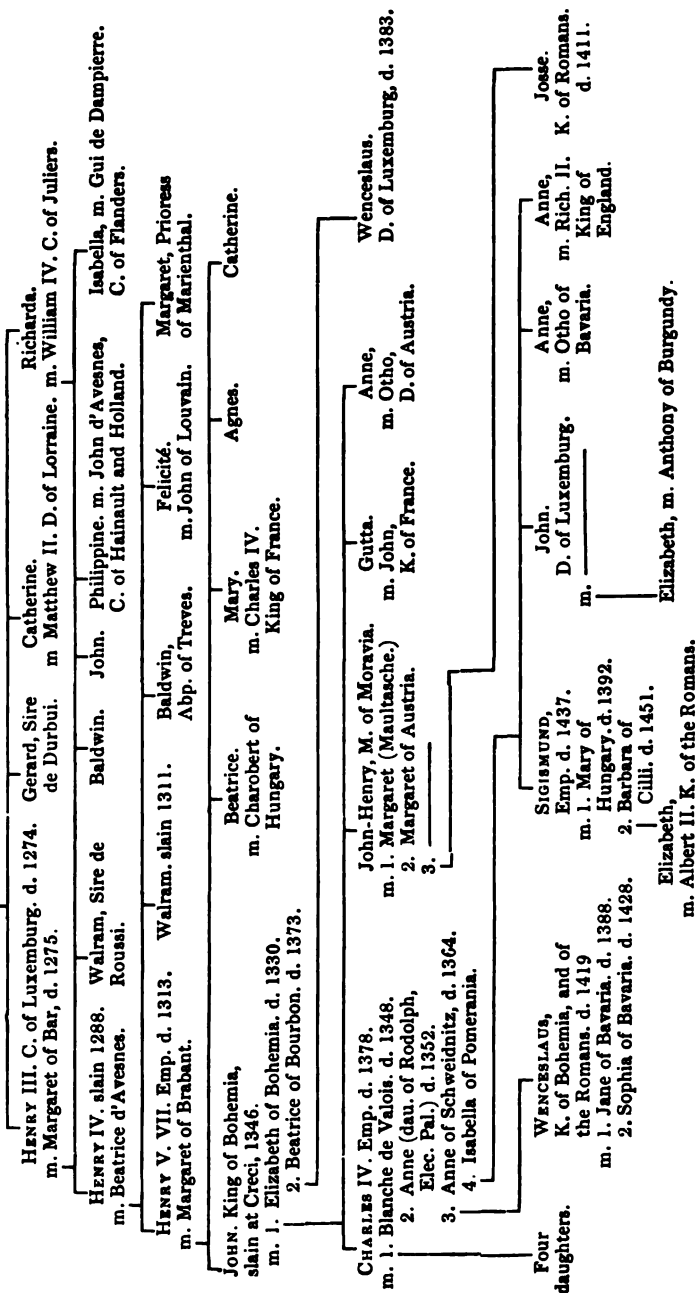 HENRY III. C. of Luxemburg. d. 1274.
m. Margaret of Bar, d. 1275.
Gerard, Sire
de Durbui.
Catherine.
m Matthew II. D. of Lorraine.
Richarda.
m. William IV. C. of Juliers.
HENRY IV. slain 1288.
m. Beatrice d'Avesnes.
Walram, Sire de
Roussi.
Baldwin.
John.
Philippine. m. John d'Avesnes,
C. of Hainault and Holland.
Isabella, m. Gui de Dampierre.
C. of Flanders.
HENRY V. VII. Emp. d. 1313.
m. Margaret of Brabant.
Walram. slain 1311.
Baldwin,
Abp. of Treves.
Felicité.
m. John of Louvain.
Margaret, Prioress
of Marienthal.
JOHN. King of Bohemia,
slain at Creci, 1346.
m. 1. Elizabeth of Bohemia. d. 1330.
2. Beatrice of Bourbon. d. 1373.
Beatrice.
m. Charobert of
Hungary.
Mary.
m. Charles IV.
King of France.
Agnes.
Catherine.
CHARLES IV. Emp. d. 1378.
m. 1. Blanche de Valois. d. 1348.
2. Anne (dau. of Rodolph,
Elec. Pal.) d. 1352.
3. Anne of Schweidnitz, d. 1364.
4. Isabella of Pomerania.
John-Henry, M. of Moravia.
m. 1. Margaret (Maultasche.)
2. Margaret of Austria.
3.
Gutta.
m. John,
K. of France.
Anne,
m. Otho,
D. of Austria.
Wenceslaus.
D. of Luxemburg, d. 1383.
Four
daughters.
WENCESLAUS,
K. of Bohemia, and of
the Romans. d. 1419
m. 1. Jane of Bavaria. d. 1388.
2. Sophia of Bavaria. d. 1428.
SIGISMUND,
Emp. d. 1437.
m. 1. Mary of
Hungary. d. 1392.
2. Barbara of
Cilli. d. 1451.
John.
D. of Luxemburg.
m.
Anne,
m. Otho of
Bavaria.
Anne,
m. Rich. II.
King of
England.
Josse.
K. of Romans.
d. 1411.
Elizabeth,
m. Albert II. K. of the Romans.
Elizabeth, m. Anthony of Burgundy.